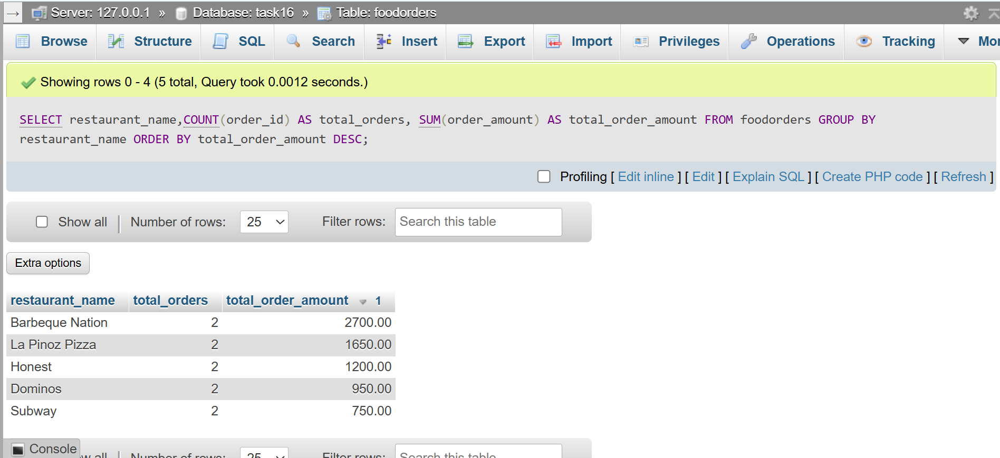 → Server: 127.0.0.1 » Database: task16 » Table: foodorders
Browse Structure SQL Search Insert Export Import Privileges Operations Tracking Mor
Showing rows 0 - 4 (5 total, Query took 0.0012 seconds.)
SELECT restaurant_name,COUNT(order_id) AS total_orders, SUM(order_amount) AS total_order_amount FROM foodorders GROUP BY
restaurant_name ORDER BY total_order_amount DESC;
Profiling [ Edit inline ] [ Edit ] [ Explain SQL ] [ Create PHP code ] [ Refresh ]
Show all | Number of rows: 25 Filter rows: Search this table
Extra options
restaurant_name total_orders total_order_amount 1
Barbeque Nation 2 2700.00
La Pinoz Pizza 2 1650.00
Honest 2 1200.00
Dominos 2 950.00
Subway 2 750.00
Console w all | Number of rows: 25 Filter rows: Search this table